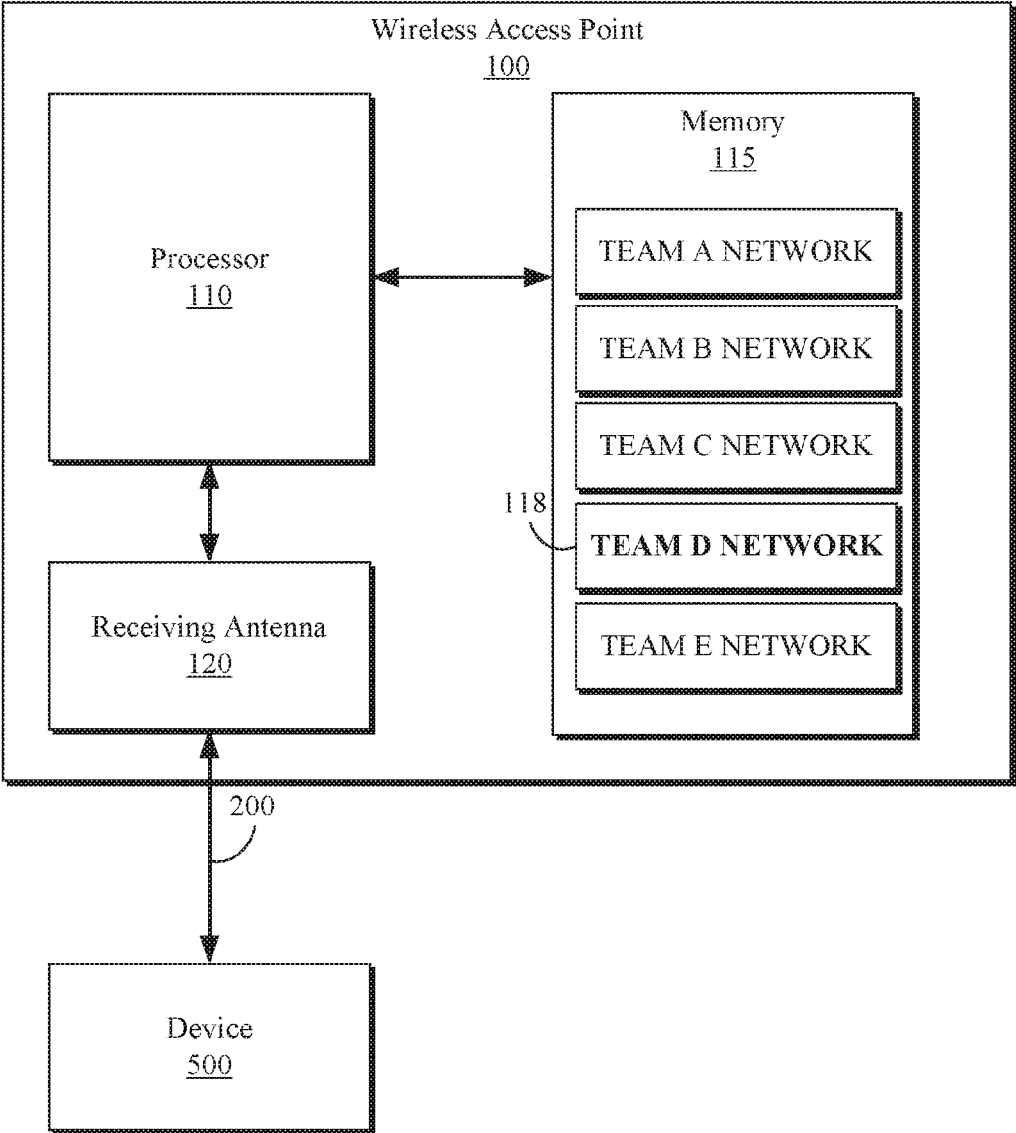 Wireless Access Point
100
Processor
110
Memory
115
TEAM A NETWORK
TEAM B NETWORK
TEAM C NETWORK
118
TEAM D NETWORK
TEAM E NETWORK
Receiving Antenna
120
200
Device
500